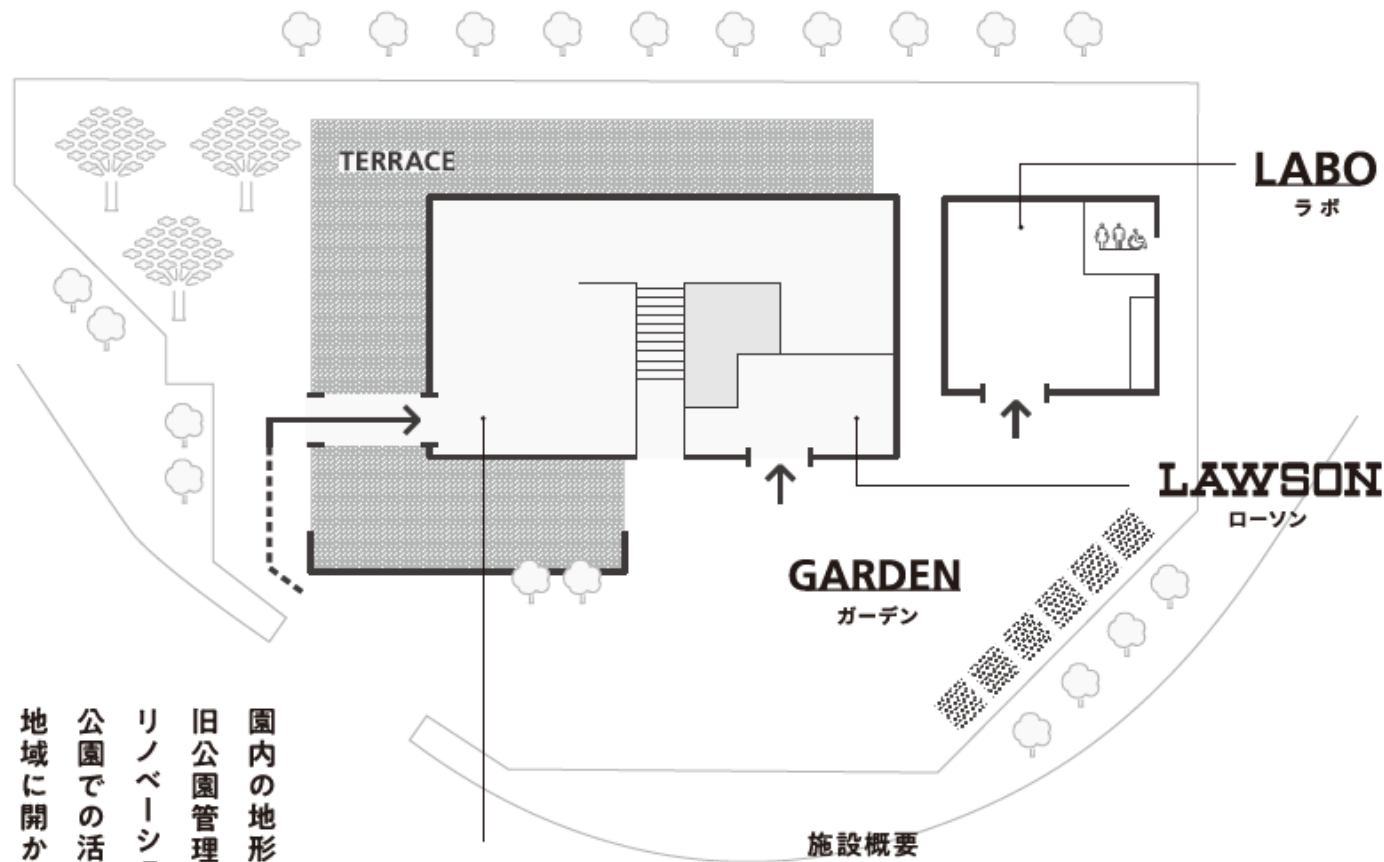 TERRACE
LABO
ラボ
LAWSON
ローソン
GARDEN
ガーデン
園内の地形
旧公園管理
リノベーシ
公園での活
地域に開か
施設概要